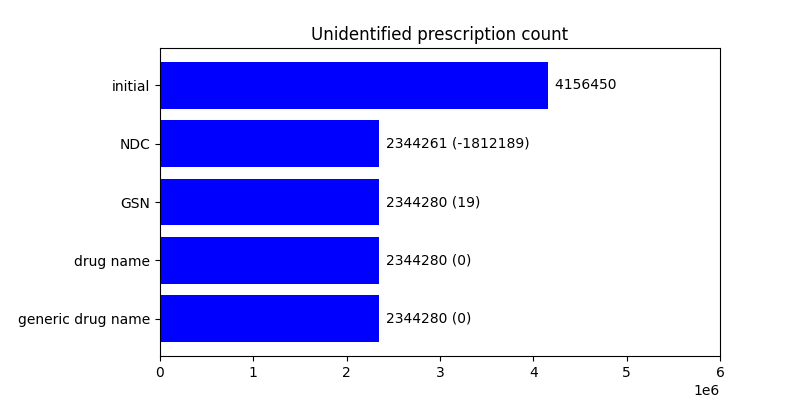 Unidentified prescription count
initial
4156450
NDC
2344261 (-1812189)
GSN
2344280 (19)
drug name
2344280 (0)
generic drug name
2344280 (0)
0 1 2 3 4 5 6
1e6